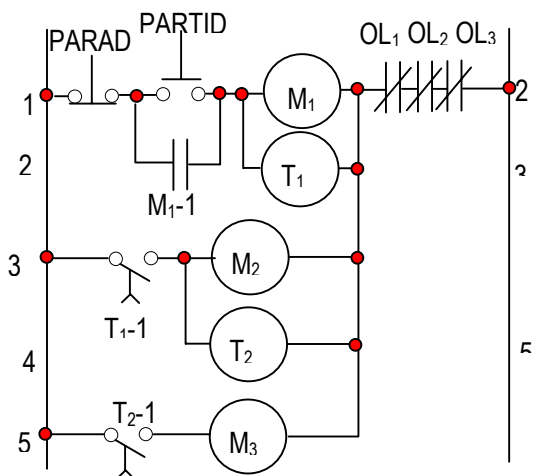 PARAD PARTID OL₁ OL₂ OL₃
1 M₁ 2
2 T₁
M₁-1
3 M₂
T₁-1
4 T₂
T₂-1
5 M₃